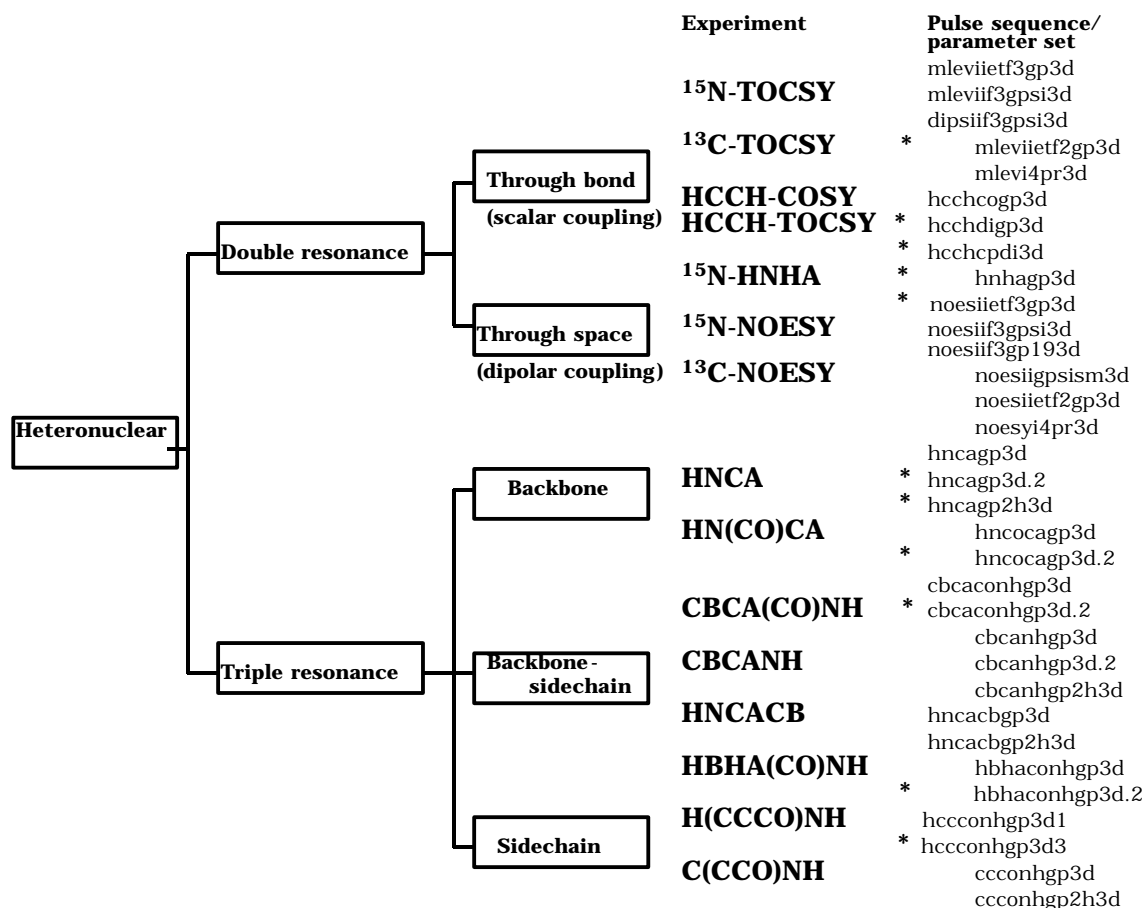 Experiment
Pulse sequence/
parameter set
mleviietf3gp3d
¹⁵N-TOCSY
mleviif3gpsi3d
dipsiif3gpsi3d
¹³C-TOCSY * mleviietf2gp3d
mlevi4pr3d
Through bond
(scalar coupling)
HCCH-COSY
hcchcogp3d
HCCH-TOCSY * hcchdigp3d
* hcchcpdi3d
Double resonance
¹⁵N-HNHA * hnhagp3d
* noesiietf3gp3d
Through space
(dipolar coupling)
¹⁵N-NOESY
noesiif3gpsi3d
noesiif3gp193d
¹³C-NOESY
noesiigpsism3d
noesiietf2gp3d
noesyi4pr3d
Heteronuclear
hncagp3d
Backbone
HNCA * hncagp3d.2
* hncagp2h3d
HN(CO)CA
hncocagp3d
* hncocagp3d.2
cbcaconhgp3d
CBCA(CO)NH * cbcaconhgp3d.2
cbcanhgp3d
Triple resonance
Backbone-
sidechain
CBCANH
cbcanhgp3d.2
cbcanhgp2h3d
HNCACB
hncacbgp3d
hncacbgp2h3d
HBHA(CO)NH
hbhaconhgp3d
* hbhaconhgp3d.2
H(CCCO)NH
hccconhgp3d1
Sidechain
* hccconhgp3d3
C(CCO)NH
ccconhgp3d
ccconhgp2h3d